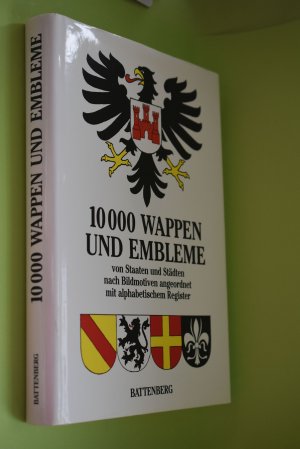 10 000 WAPPEN
UND EMBLEME
von Staaten und Städten
nach Bildmotiven angeordnet
mit alphabetischem Register
BATTENBERG
10 000 WAPPEN UND EMBLEME
BATTENBERG